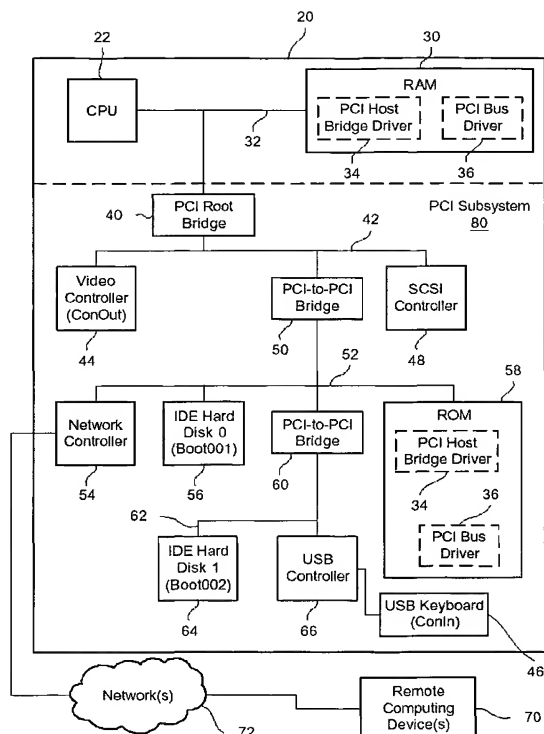 20
22
30
CPU
RAM
PCI Host
Bridge Driver
PCI Bus
Driver
32
34
36
40
PCI Root
Bridge
PCI Subsystem
80
42
Video
Controller
(ConOut)
PCI-to-PCI
Bridge
SCSI
Controller
44
50
48
52
58
Network
Controller
IDE Hard
Disk 0
(Boot001)
PCI-to-PCI
Bridge
ROM
PCI Host
Bridge Driver
54
56
60
34
36
62
PCI Bus
Driver
IDE Hard
Disk 1
(Boot002)
USB
Controller
64
66
USB Keyboard
(ConIn)
46
Network(s)
Remote
Computing
Device(s)
72
70